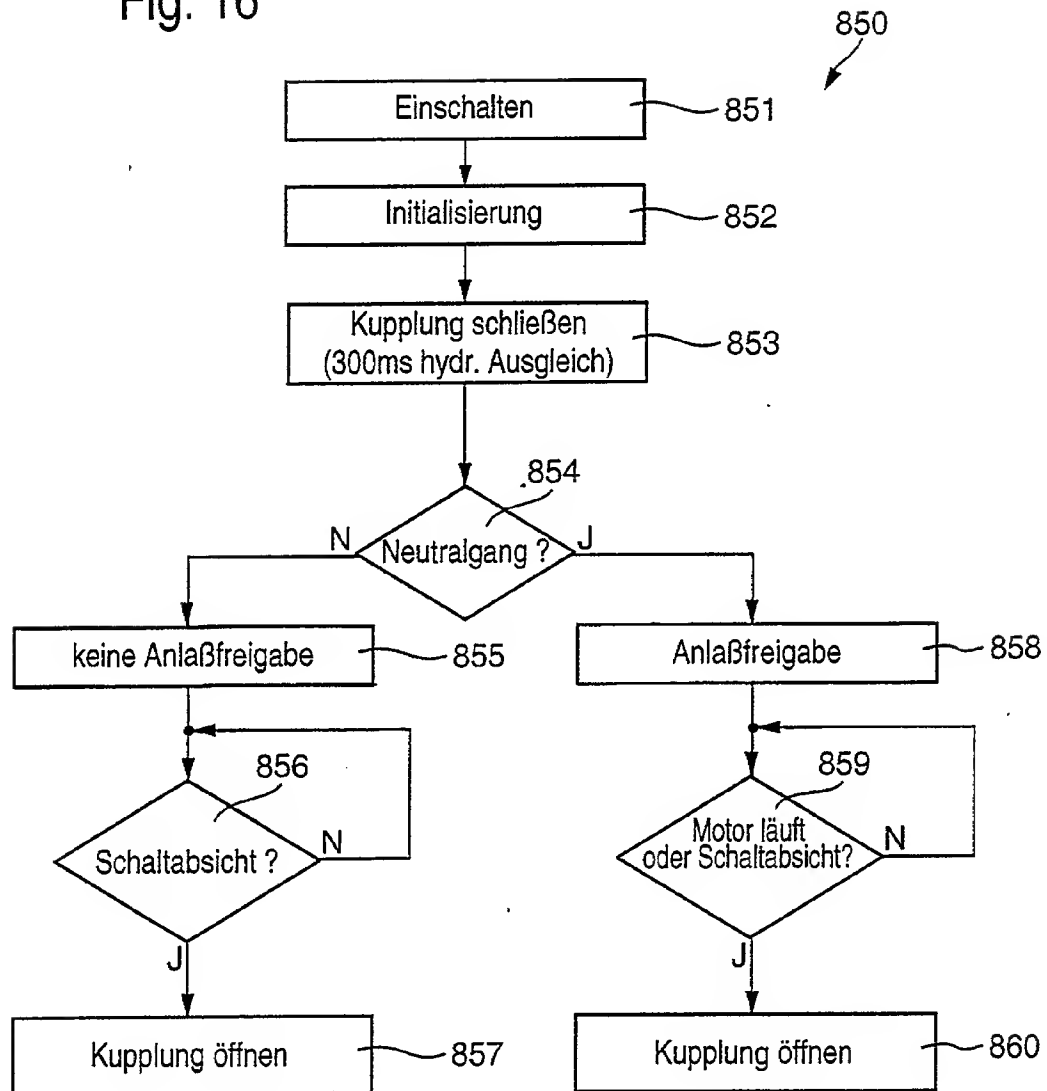 Fig. 16
850
Einschalten
851
Initialisierung
852
Kupplung schließen
(300ms hydr. Ausgleich)
853
854
N
Neutralgang ?
J
keine Anlaßfreigabe
855
Anlaßfreigabe
858
856
Schaltabsicht ?
N
J
859
Motor läuft
oder Schaltabsicht?
N
J
Kupplung öffnen
857
Kupplung öffnen
860